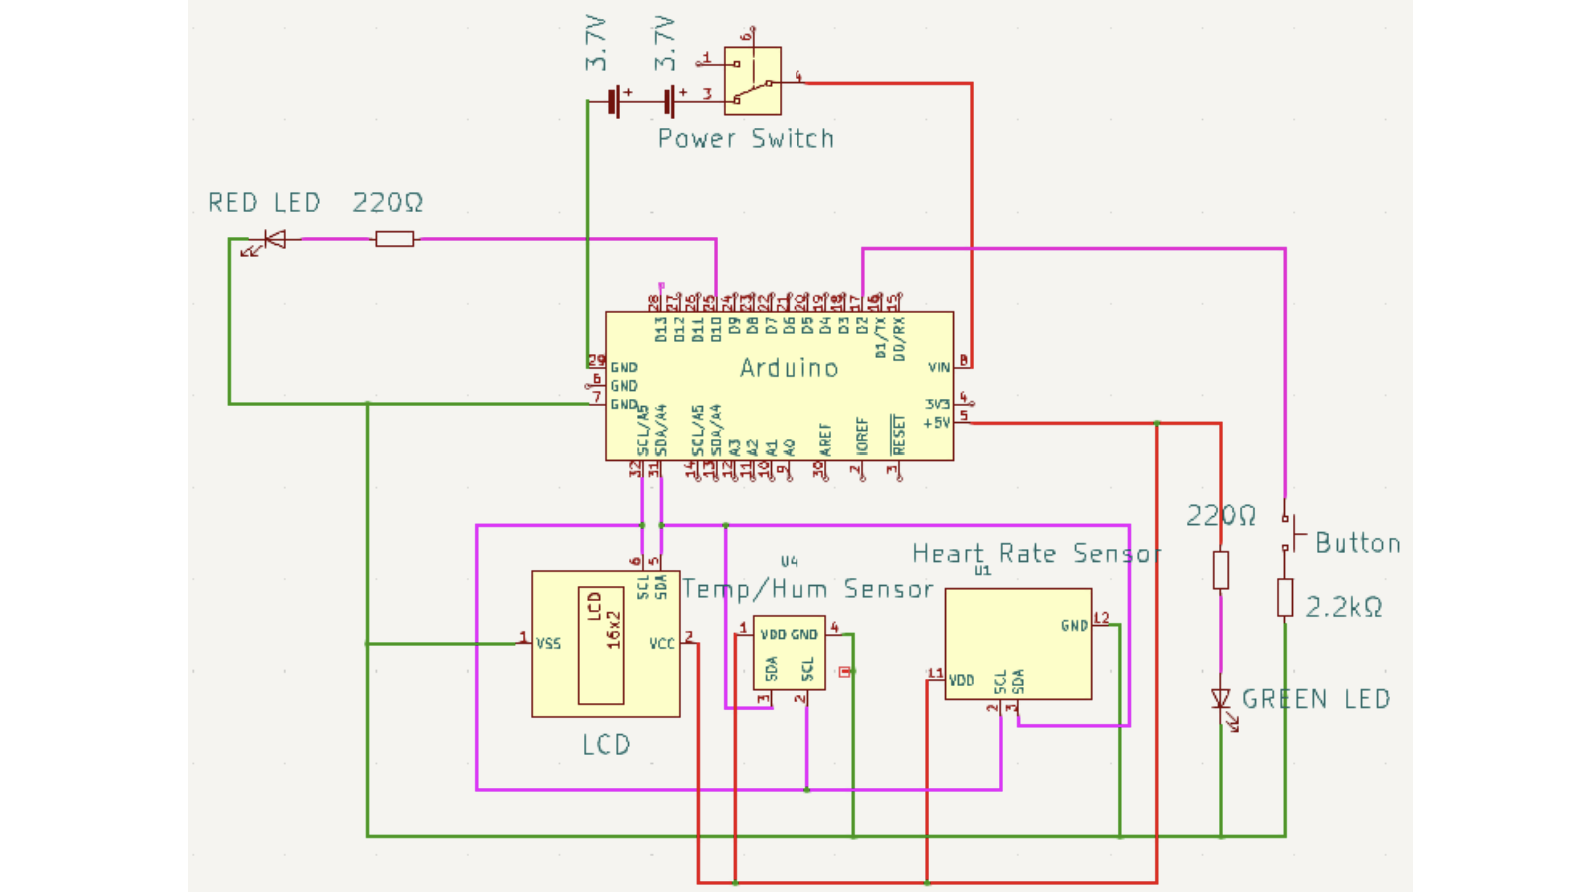 3.7V
3.7V
6
1
4
3
Power Switch
RED LED
220Ω
28
27
26
25
24
23
22
21
20
19
18
17
16
15
D13
D12
D11
D10
D9
D8
D7
D6
D5
D4
D3
D2
D1/TX
D0/RX
29
GND
6
GND
7
GND
Arduino
VIN
8
3V3
4
+5V
5
SCL/A5
SDA/A4
SCL/A5
SDA/A4
A3
A2
A1
A0
AREF
IOREF
RESET
32
31
14
13
12
11
10
9
30
2
3
220Ω
Button
Heart Rate Sensor
U1
U4
Temp/Hum Sensor
6
5
SCL
SDA
LCD
16x2
1
VSS
VCC
2
LCD
1
VDD
GND
4
SDA
SCL
3
2
GND
12
11
VDD
SCL
SDA
2
3
2.2kΩ
GREEN LED